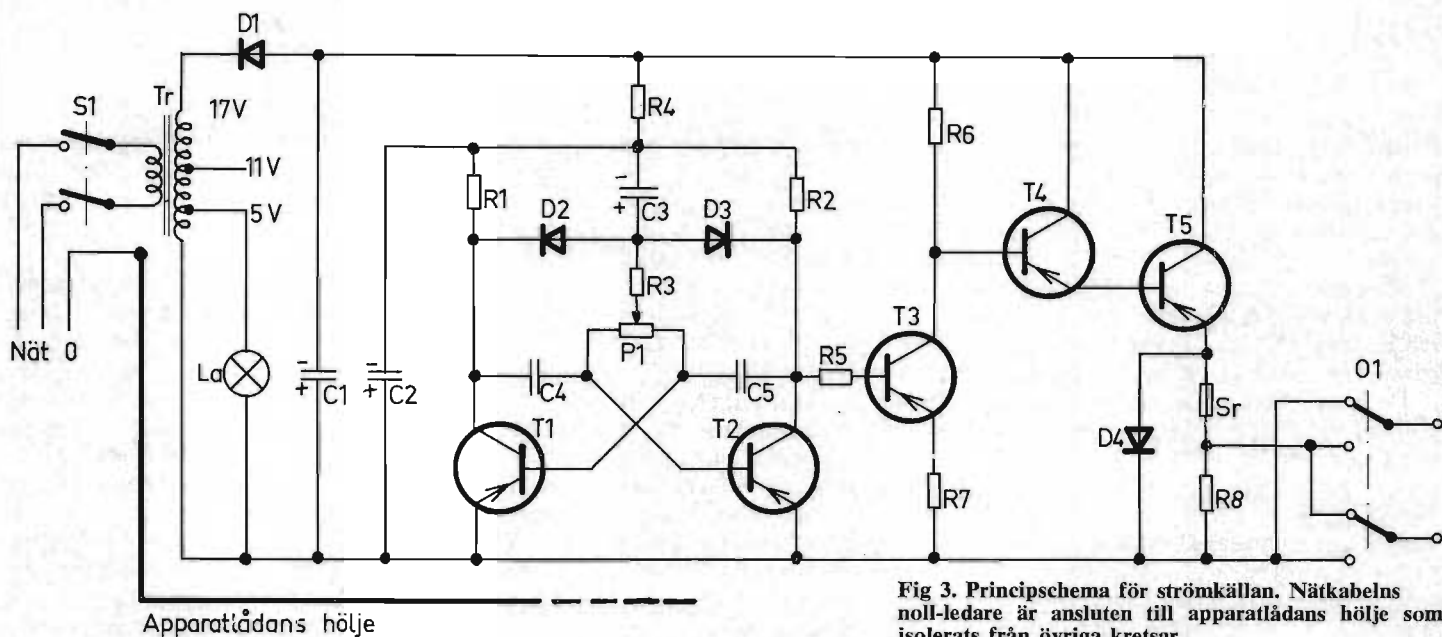 D1
Tr
17V
S1
11V
5V
Nät 0
La
- + C1
- + C2
R4
R1
- + C3
R2
D2
D3
R3
P1
C4
C5
T1
T2
R5
T3
R6
R7
T4
T5
Sr
D4
R8
O1
Apparatlådans hölje
Fig 3. Principschema för strömkällan. Nätkabelns
noll-ledare är ansluten till apparatlådans hölje som
isolerats från övriga kretsar.